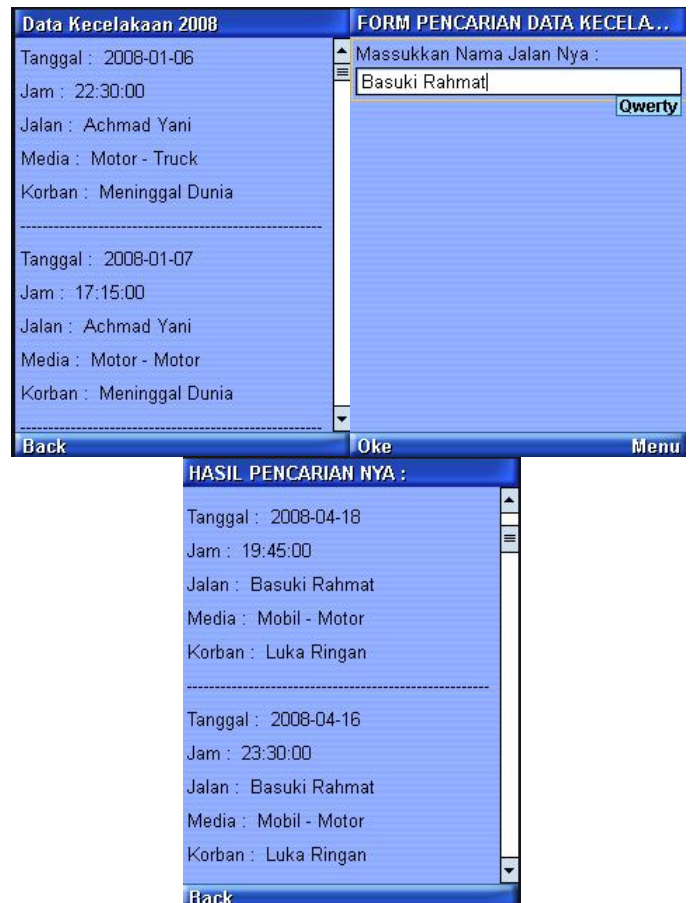 Data Kecelakaan 2008
Tanggal : 2008-01-06
Jam : 22:30:00
Jalan : Achmad Yani
Media : Motor - Truck
Korban : Meninggal Dunia
------------------------------------------------------
Tanggal : 2008-01-07
Jam : 17:15:00
Jalan : Achmad Yani
Media : Motor - Motor
Korban : Meninggal Dunia
------------------------------------------------------
Back
FORM PENCARIAN DATA KECELA...
Massukkan Nama Jalan Nya :
Basuki Rahmat
Qwerty
Oke Menu
HASIL PENCARIAN NYA :
Tanggal : 2008-04-18
Jam : 19:45:00
Jalan : Basuki Rahmat
Media : Mobil - Motor
Korban : Luka Ringan
------------------------------------------------------
Tanggal : 2008-04-16
Jam : 23:30:00
Jalan : Basuki Rahmat
Media : Mobil - Motor
Korban : Luka Ringan
Back